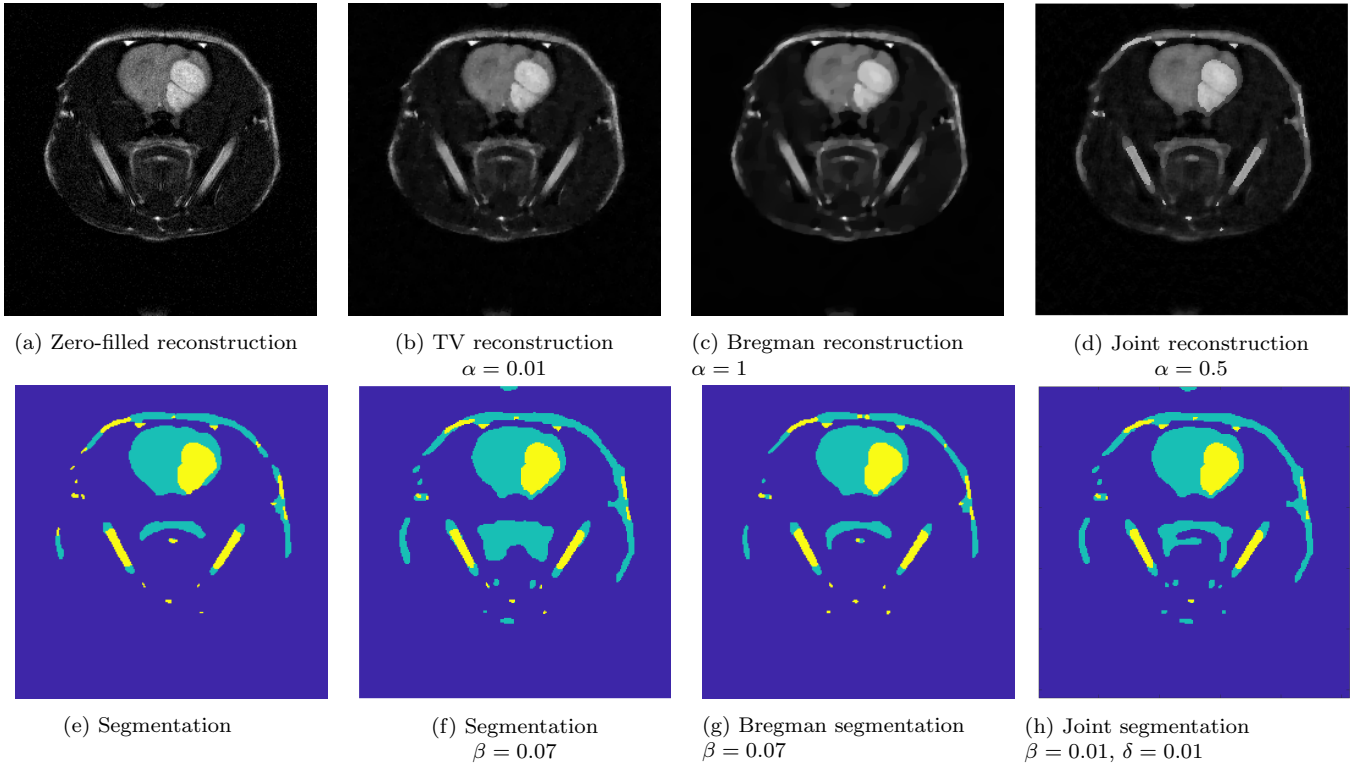 (a) Zero-filled reconstruction
(b) TV reconstruction
α = 0.01
(c) Bregman reconstruction
α = 1
(d) Joint reconstruction
α = 0.5
(e) Segmentation
(f) Segmentation
β = 0.07
(g) Bregman segmentation
β = 0.07
(h) Joint segmentation
β = 0.01, δ = 0.01